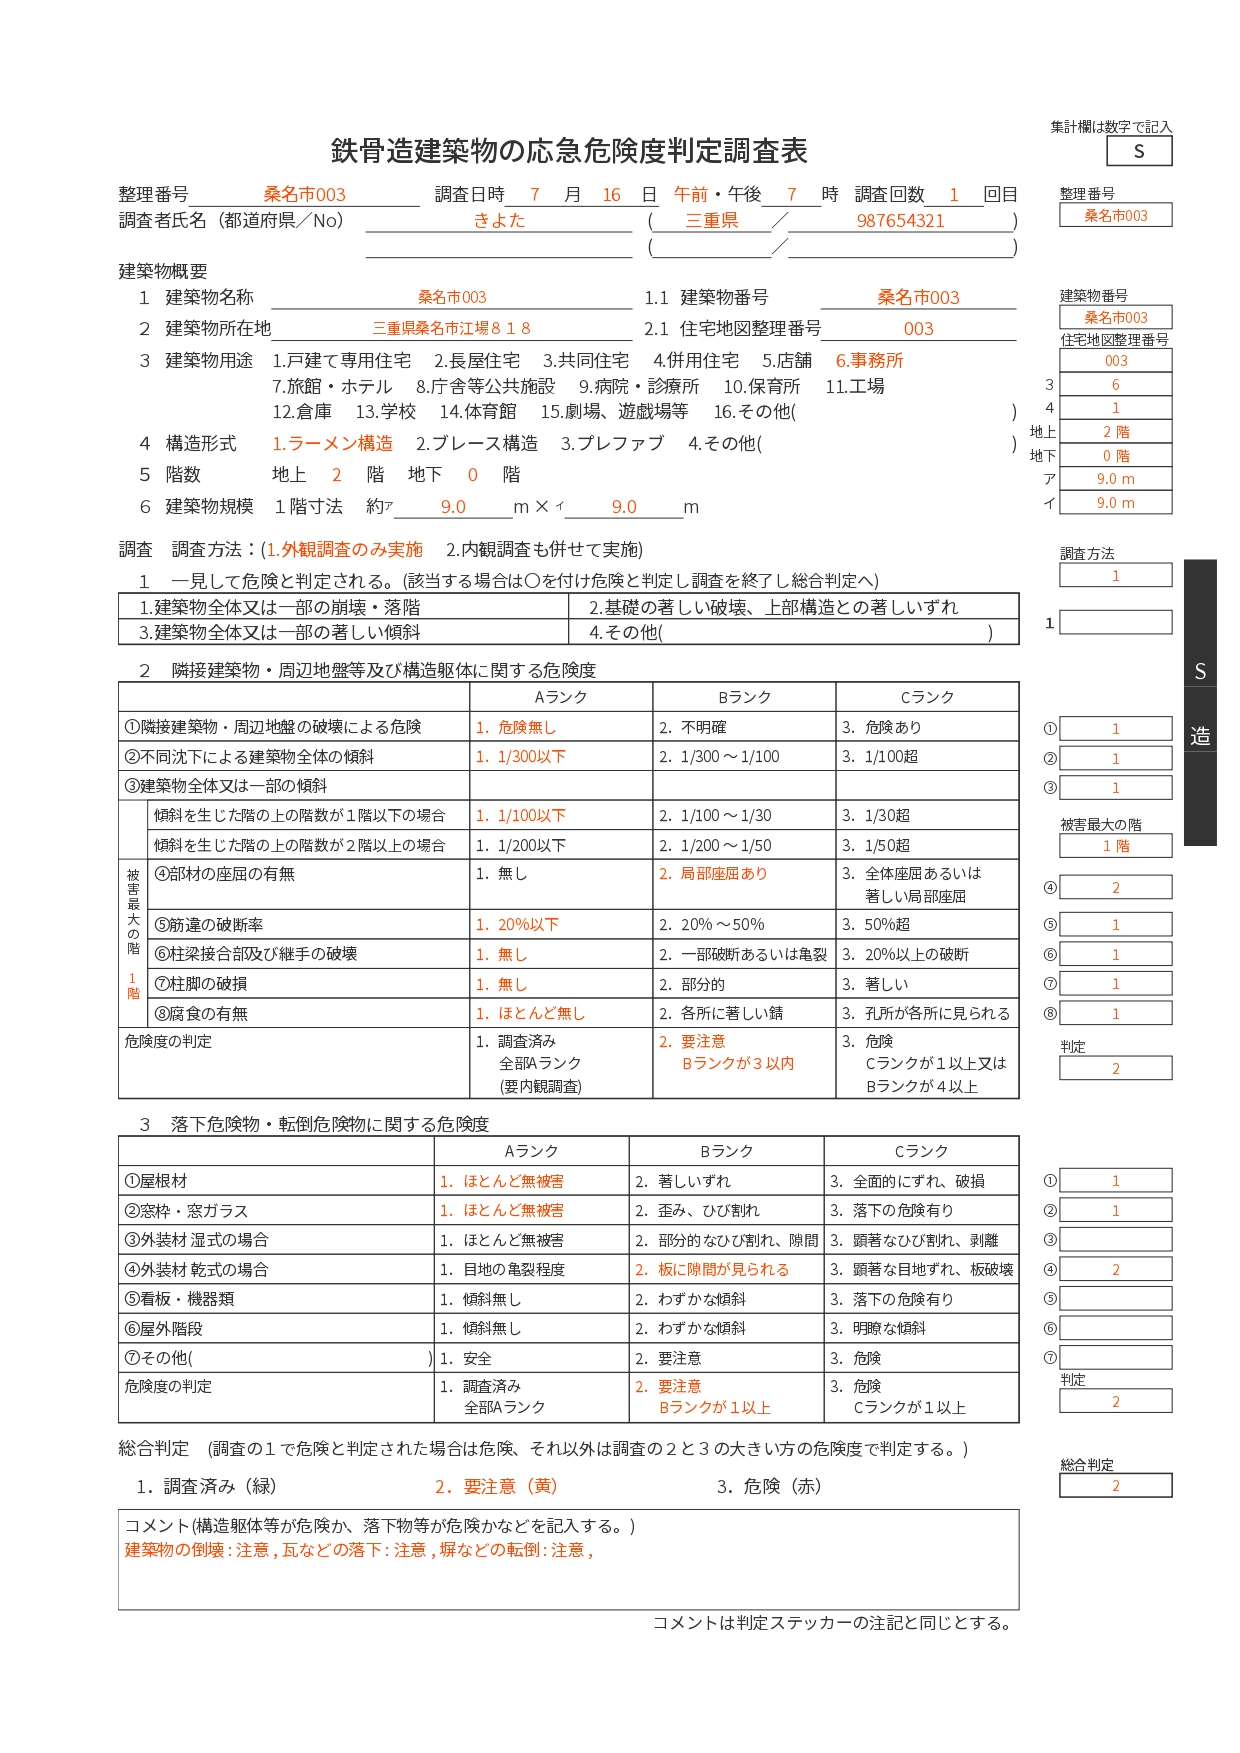 集計欄は数字で記入
鉄骨造建築物の応急危険度判定調査表
S
整理番号 桑名市003 調査日時 7 月 16 日 午前・午後 7 時 調査回数 1 回目
整理番号
桑名市003
調査者氏名（都道府県／No） きよた ( 三重県 ／ 987654321 )
( ／ )
建築物概要
1 建築物名称 桑名市003 1.1 建築物番号 桑名市003
建築物番号
桑名市003
2 建築物所在地 三重県桑名市江場８１８ 2.1 住宅地図整理番号 003
住宅地図整理番号
003
3 建築物用途 1.戸建て専用住宅 2.長屋住宅 3.共同住宅 4.併用住宅 5.店舗 6.事務所
7.旅館・ホテル 8.庁舎等公共施設 9.病院・診療所 10.保育所 11.工場
3 6
12.倉庫 13.学校 14.体育館 15.劇場、遊戯場等 16.その他( )
4 1
4 構造形式 1.ラーメン構造 2.ブレース構造 3.プレファブ 4.その他( )
地上 2 階
地下 0 階
5 階数 地上 2 階 地下 0 階
ア 9.0 m
6 建築物規模 １階寸法 約ァ 9.0 m × ィ 9.0 m
イ 9.0 m
調査 調査方法：(1.外観調査のみ実施 2.内観調査も併せて実施)
調査方法
1
1 一見して危険と判定される。(該当する場合は〇を付け危険と判定し調査を終了し総合判定へ)
1.建築物全体又は一部の崩壊・落階 2.基礎の著しい破壊、上部構造との著しいずれ
3.建築物全体又は一部の著しい傾斜 4.その他( )
1
S
造
2 隣接建築物・周辺地盤等及び構造躯体に関する危険度
Aランク Bランク Cランク
①隣接建築物・周辺地盤の破壊による危険 1. 危険無し 2. 不明確 3. 危険あり ① 1
②不同沈下による建築物全体の傾斜 1. 1/300以下 2. 1/300～1/100 3. 1/100超 ② 1
③建築物全体又は一部の傾斜 ③ 1
傾斜を生じた階の上の階数が１階以下の場合 1. 1/100以下 2. 1/100～1/30 3. 1/30超
被害最大の階
傾斜を生じた階の上の階数が２階以上の場合 1. 1/200以下 2. 1/200～1/50 3. 1/50超 1 階
被害最大の階 1 階
④部材の座屈の有無 1. 無し 2. 局部座屈あり 3. 全体座屈あるいは
著しい局部座屈 ④ 2
⑤筋違の破断率 1. 20%以下 2. 20%～50% 3. 50%超 ⑤ 1
⑥柱梁接合部及び継手の破壊 1. 無し 2. 一部破断あるいは亀裂 3. 20%以上の破断 ⑥ 1
⑦柱脚の破損 1. 無し 2. 部分的 3. 著しい ⑦ 1
⑧腐食の有無 1. ほとんど無し 2. 各所に著しい錆 3. 孔所が各所に見られる ⑧ 1
危険度の判定 1. 調査済み 2. 要注意 3. 危険
判定
全部Aランク Bランクが３以内 Cランクが１以上又は
2
(要内観調査) Bランクが４以上
3 落下危険物・転倒危険物に関する危険度
Aランク Bランク Cランク
①屋根材 1. ほとんど無被害 2. 著しいずれ 3. 全面的にずれ、破損 ① 1
②窓枠・窓ガラス 1. ほとんど無被害 2. 歪み、ひび割れ 3. 落下の危険有り ② 1
③外装材 湿式の場合 1. ほとんど無被害 2. 部分的なひび割れ、隙間 3. 顕著なひび割れ、剥離 ③
④外装材 乾式の場合 1. 目地の亀裂程度 2. 板に隙間が見られる 3. 顕著な目地ずれ、板破壊 ④ 2
⑤看板・機器類 1. 傾斜無し 2. わずかな傾斜 3. 落下の危険有り ⑤
⑥屋外階段 1. 傾斜無し 2. わずかな傾斜 3. 明瞭な傾斜 ⑥
⑦その他( ) 1. 安全 2. 要注意 3. 危険 ⑦
危険度の判定 1. 調査済み 2. 要注意 3. 危険
判定
全部Aランク Bランクが１以上 Cランクが１以上
2
総合判定 (調査の１で危険と判定された場合は危険、それ以外は調査の２と３の大きい方の危険度で判定する。)
総合判定
1. 調査済み（緑） 2. 要注意（黄） 3. 危険（赤） 2
コメント(構造躯体等が危険か、落下物等が危険かなどを記入する。)
建築物の倒壊:注意,瓦などの落下:注意,塀などの転倒:注意,
コメントは判定ステッカーの注記と同じとする。